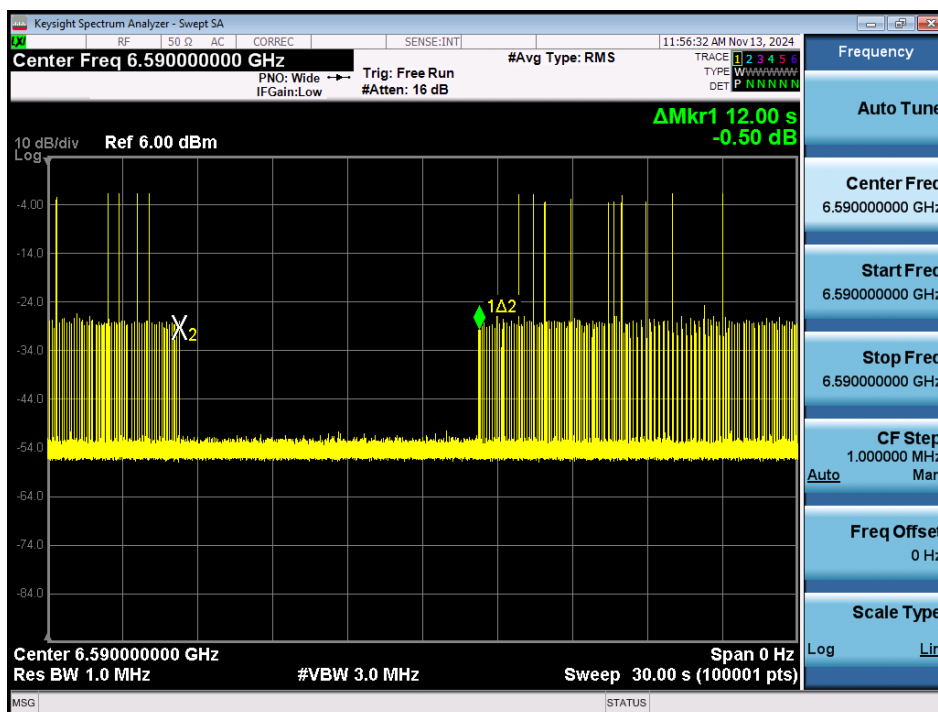 Keysight Spectrum Analyzer - Swept SA
LXI RF 50 Ω AC CORREC SENSE:INT 11:56:32 AM Nov 13, 2024
Center Freq 6.590000000 GHz
PNO: Wide
IFGain:Low
Trig: Free Run
#Atten: 16 dB
#Avg Type: RMS
TRACE 1 2 3 4 5 6
TYPE WWWWWW
DET P N N N N N
ΔMkr1 12.00 s
-0.50 dB
10 dB/div
Log
Ref 6.00 dBm
-4.00
-14.0
-24.0
-34.0
-44.0
-54.0
-64.0
-74.0
-84.0
X2
1Δ2
Center 6.590000000 GHz
Span 0 Hz
Res BW 1.0 MHz
#VBW 3.0 MHz
Sweep 30.00 s (100001 pts)
MSG
STATUS
Frequency
Auto Tune
Center Freq
6.590000000 GHz
Start Freq
6.590000000 GHz
Stop Freq
6.590000000 GHz
CF Step
1.000000 MHz
Auto Man
Freq Offset
0 Hz
Scale Type
Log Lin